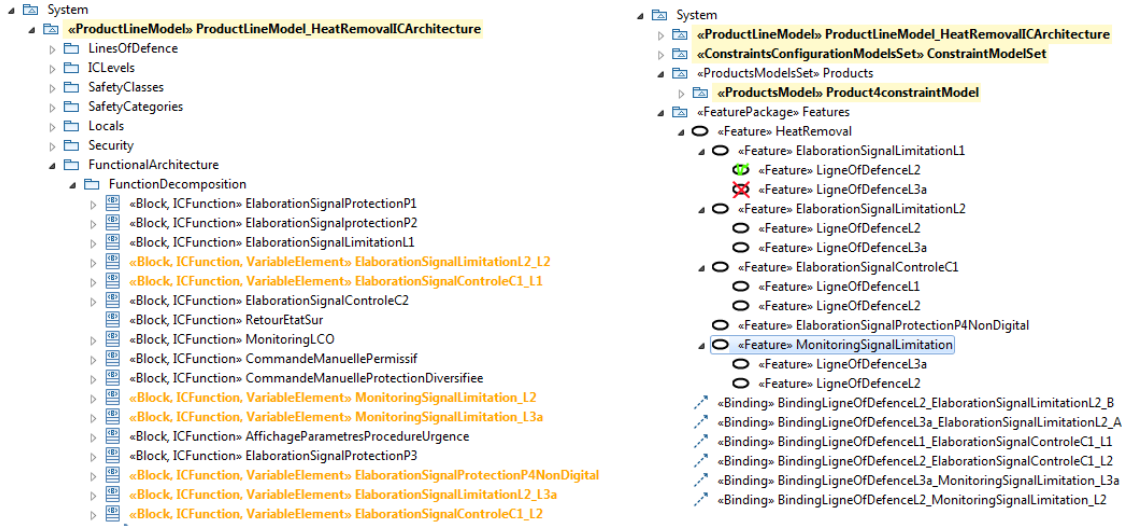 System
«ProductLineModel» ProductLineModel_HeatRemovalICArchitecture
LinesOfDefence
ICLevels
SafetyClasses
SafetyCategories
Locals
Security
FunctionalArchitecture
FunctionDecomposition
«Block, ICFunction» ElaborationSignalProtectionP1
«Block, ICFunction» ElaborationSignalprotectionP2
«Block, ICFunction» ElaborationSignalLimitationL1
«Block, ICFunction, VariableElement» ElaborationSignalLimitationL2_L2
«Block, ICFunction, VariableElement» ElaborationSignalControleC1_L1
«Block, ICFunction» ElaborationSignalControleC2
«Block, ICFunction» RetourEtatSur
«Block, ICFunction» MonitoringLCO
«Block, ICFunction» CommandeManuellePermissif
«Block, ICFunction» CommandeManuelleProtectionDiversifiee
«Block, ICFunction, VariableElement» MonitoringSignalLimitation_L2
«Block, ICFunction, VariableElement» MonitoringSignalLimitation_L3a
«Block, ICFunction» AffichageParametresProcedureUrgence
«Block, ICFunction» ElaborationSignalProtectionP3
«Block, ICFunction, VariableElement» ElaborationSignalProtectionP4NonDigital
«Block, ICFunction, VariableElement» ElaborationSignalLimitationL2_L3a
«Block, ICFunction, VariableElement» ElaborationSignalControleC1_L2
System
«ProductLineModel» ProductLineModel_HeatRemovalICArchitecture
«ConstraintsConfigurationModelsSet» ConstraintModelSet
«ProductsModelsSet» Products
«ProductsModel» Product4constraintModel
«FeaturePackage» Features
«Feature» HeatRemoval
«Feature» ElaborationSignalLimitationL1
«Feature» LigneOfDefenceL2
«Feature» LigneOfDefenceL3a
«Feature» ElaborationSignalLimitationL2
«Feature» LigneOfDefenceL2
«Feature» LigneOfDefenceL3a
«Feature» ElaborationSignalControleC1
«Feature» LigneOfDefenceL1
«Feature» LigneOfDefenceL2
«Feature» ElaborationSignalProtectionP4NonDigital
«Feature» MonitoringSignalLimitation
«Feature» LigneOfDefenceL3a
«Feature» LigneOfDefenceL2
«Binding» BindingLigneOfDefenceL2_ElaborationSignalLimitationL2_B
«Binding» BindingLigneOfDefenceL3a_ElaborationSignalLimitationL2_A
«Binding» BindingLigneOfDefenceL1_ElaborationSignalControleC1_L1
«Binding» BindingLigneOfDefenceL2_ElaborationSignalControleC1_L2
«Binding» BindingLigneOfDefenceL3a_MonitoringSignalLimitation_L3a
«Binding» BindingLigneOfDefenceL2_MonitoringSignalLimitation_L2